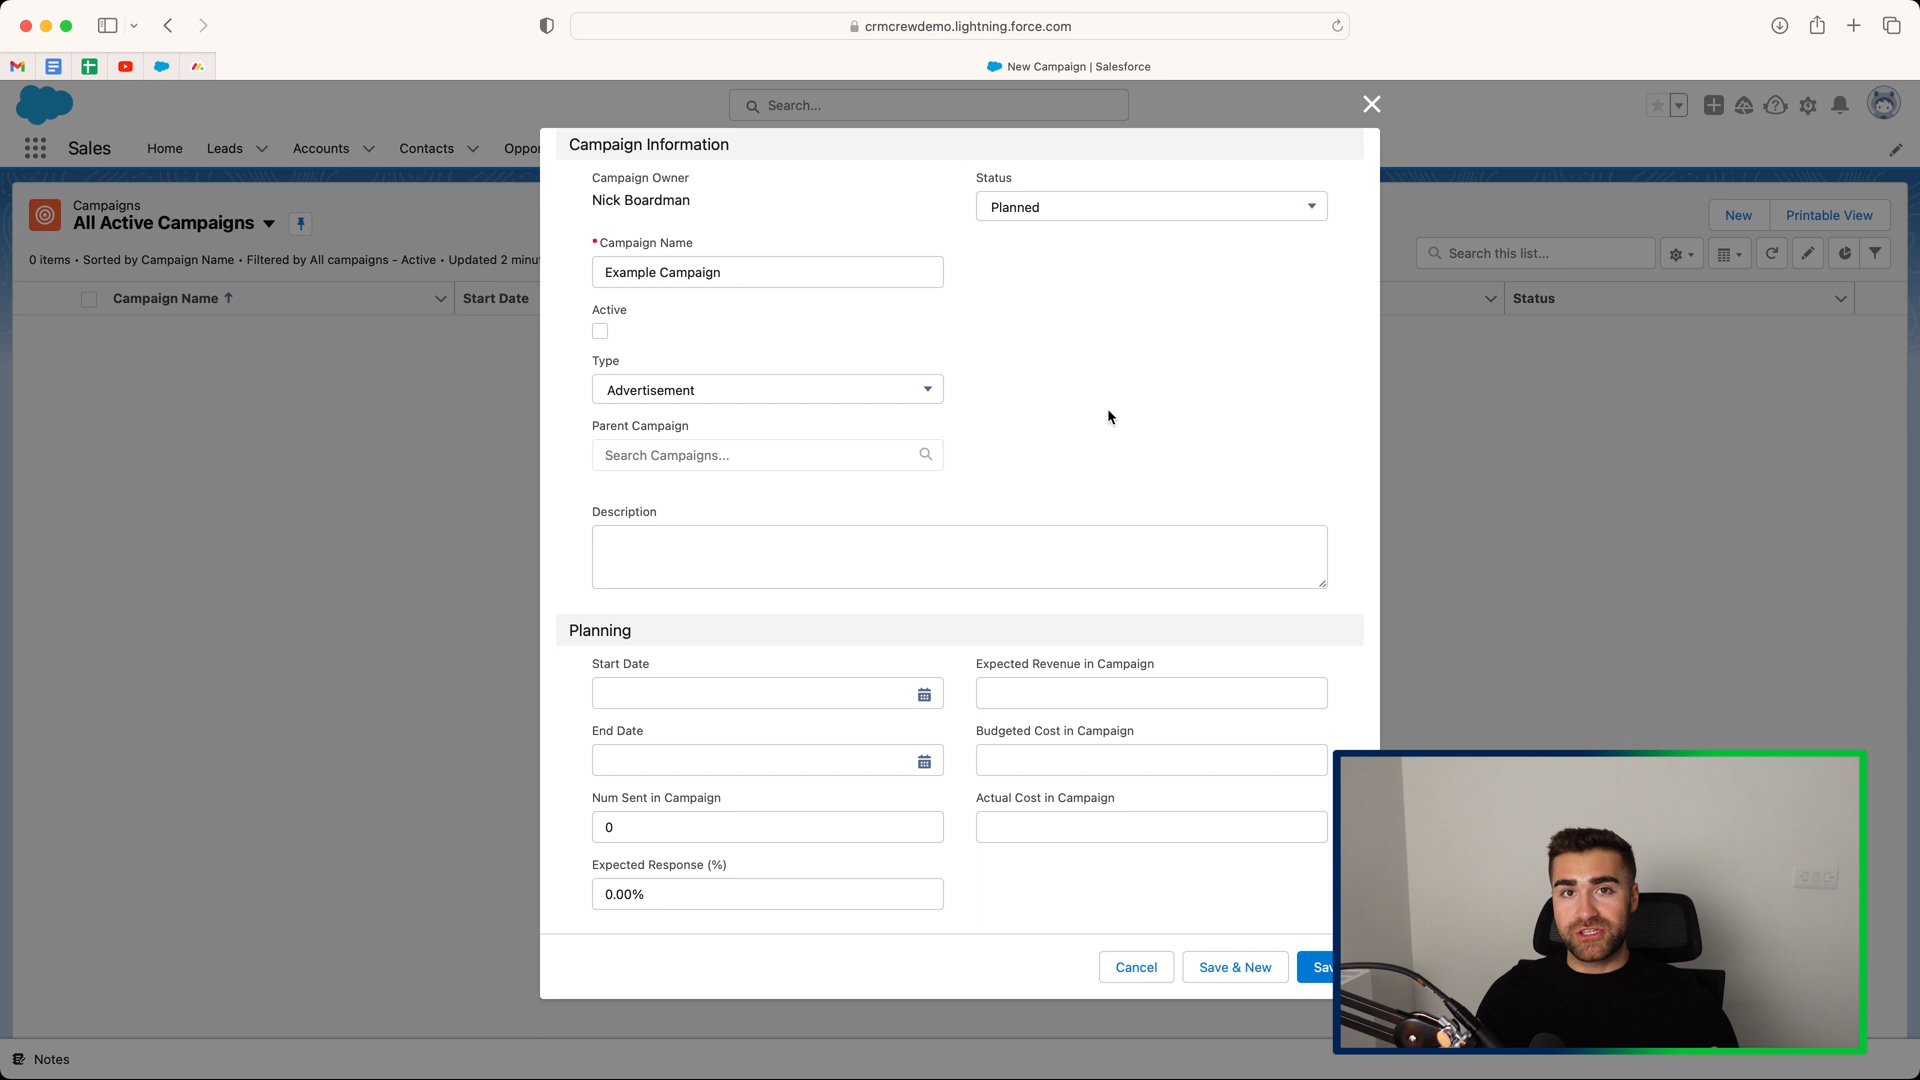 crmcrewdemo.lightning.force.com
New Campaign | Salesforce
Search...
Sales
Home
Leads
Accounts
Contacts
Oppor
Campaigns
All Active Campaigns
New
Printable View
0 items • Sorted by Campaign Name • Filtered by All campaigns - Active • Updated 2 minu
Search this list...
Campaign Name
Start Date
Status
Campaign Information
Campaign Owner
Nick Boardman
Status
Planned
* Campaign Name
Example Campaign
Active
Type
Advertisement
Parent Campaign
Search Campaigns...
Description
Planning
Start Date
Expected Revenue in Campaign
End Date
Budgeted Cost in Campaign
Num Sent in Campaign
0
Actual Cost in Campaign
Expected Response (%)
0.00%
Cancel
Save & New
Sav
Notes